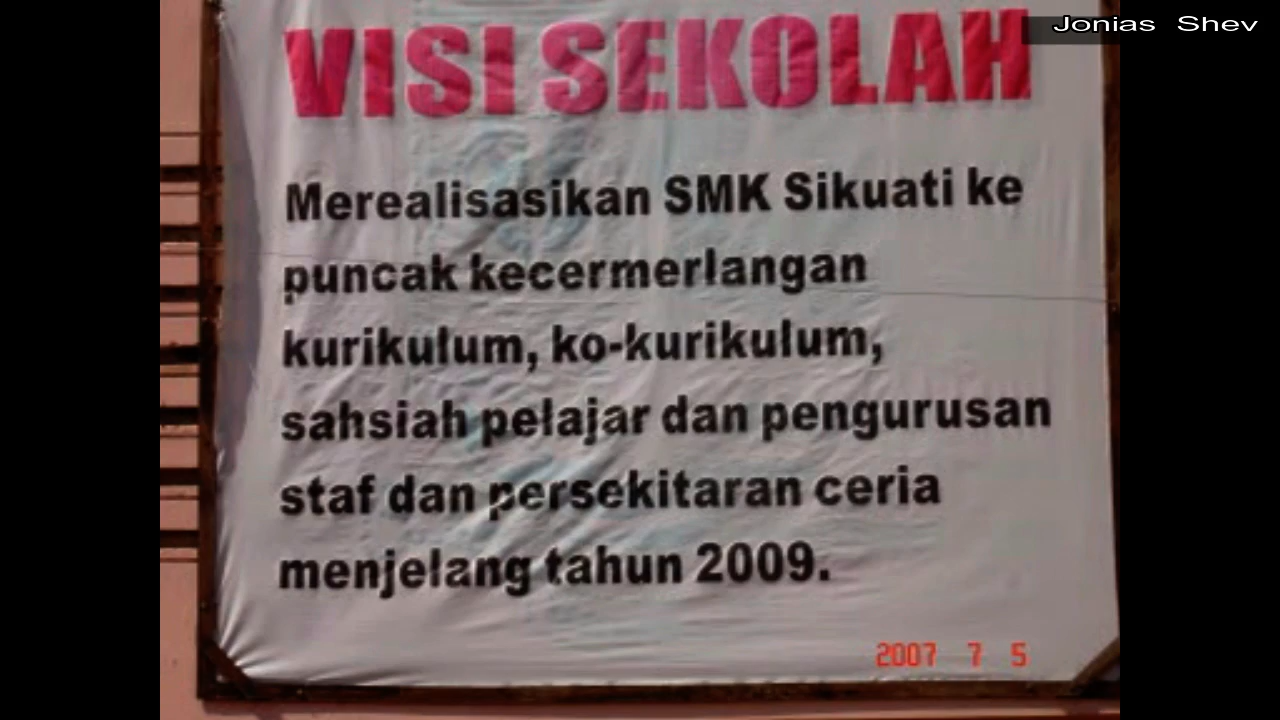 Jonias Shev
VISI SEKOLAH
Merealisasikan SMK Sikuati ke
puncak kecermerlangan
kurikulum, ko-kurikulum,
sahsiah pelajar dan pengurusan
staf dan persekitaran ceria
menjelang tahun 2009.
2007 7 5